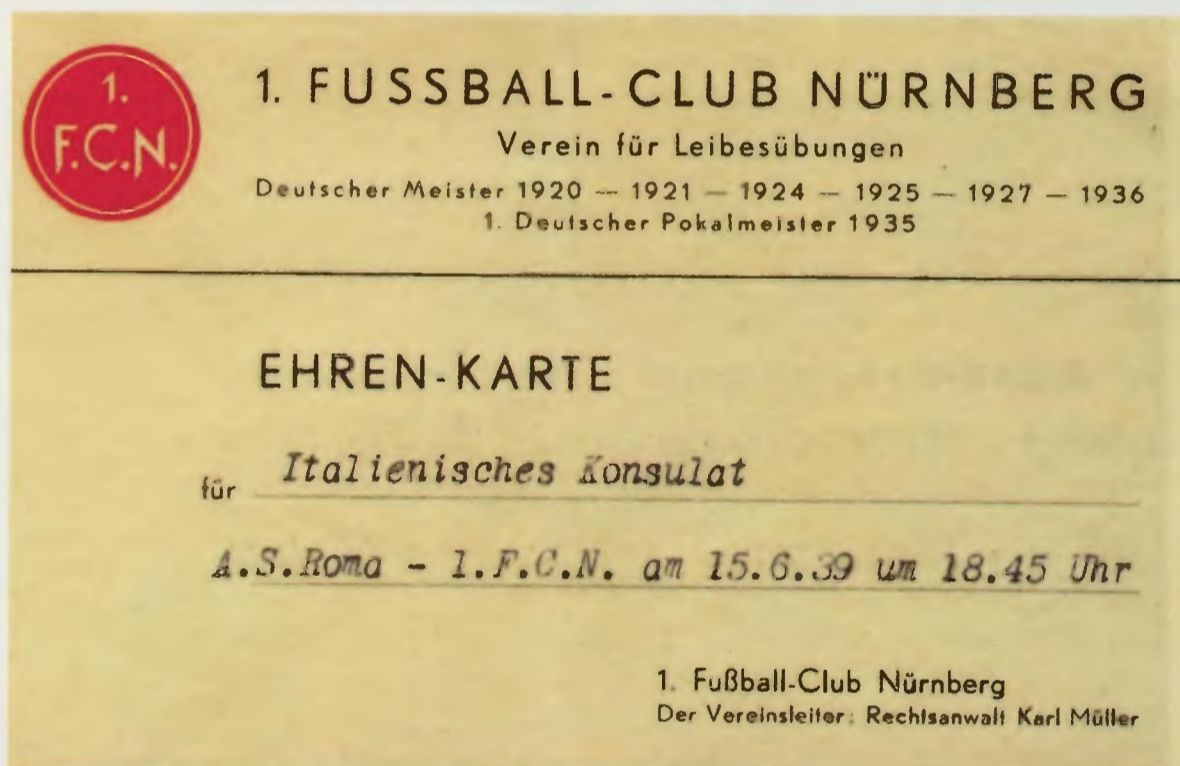 1.
F.C.N.
1. FUSSBALL-CLUB NÜRNBERG
Verein für Leibesübungen
Deutscher Meister 1920 — 1921 — 1924 — 1925 — 1927 — 1936
1. Deutscher Pokalmeister 1935
EHREN-KARTE
für Italienisches Konsulat
A.S.Roma - 1.F.C.N. am 15.6.39 um 18.45 Uhr
1. Fußball-Club Nürnberg
Der Vereinsleiter: Rechtsanwalt Karl Müller